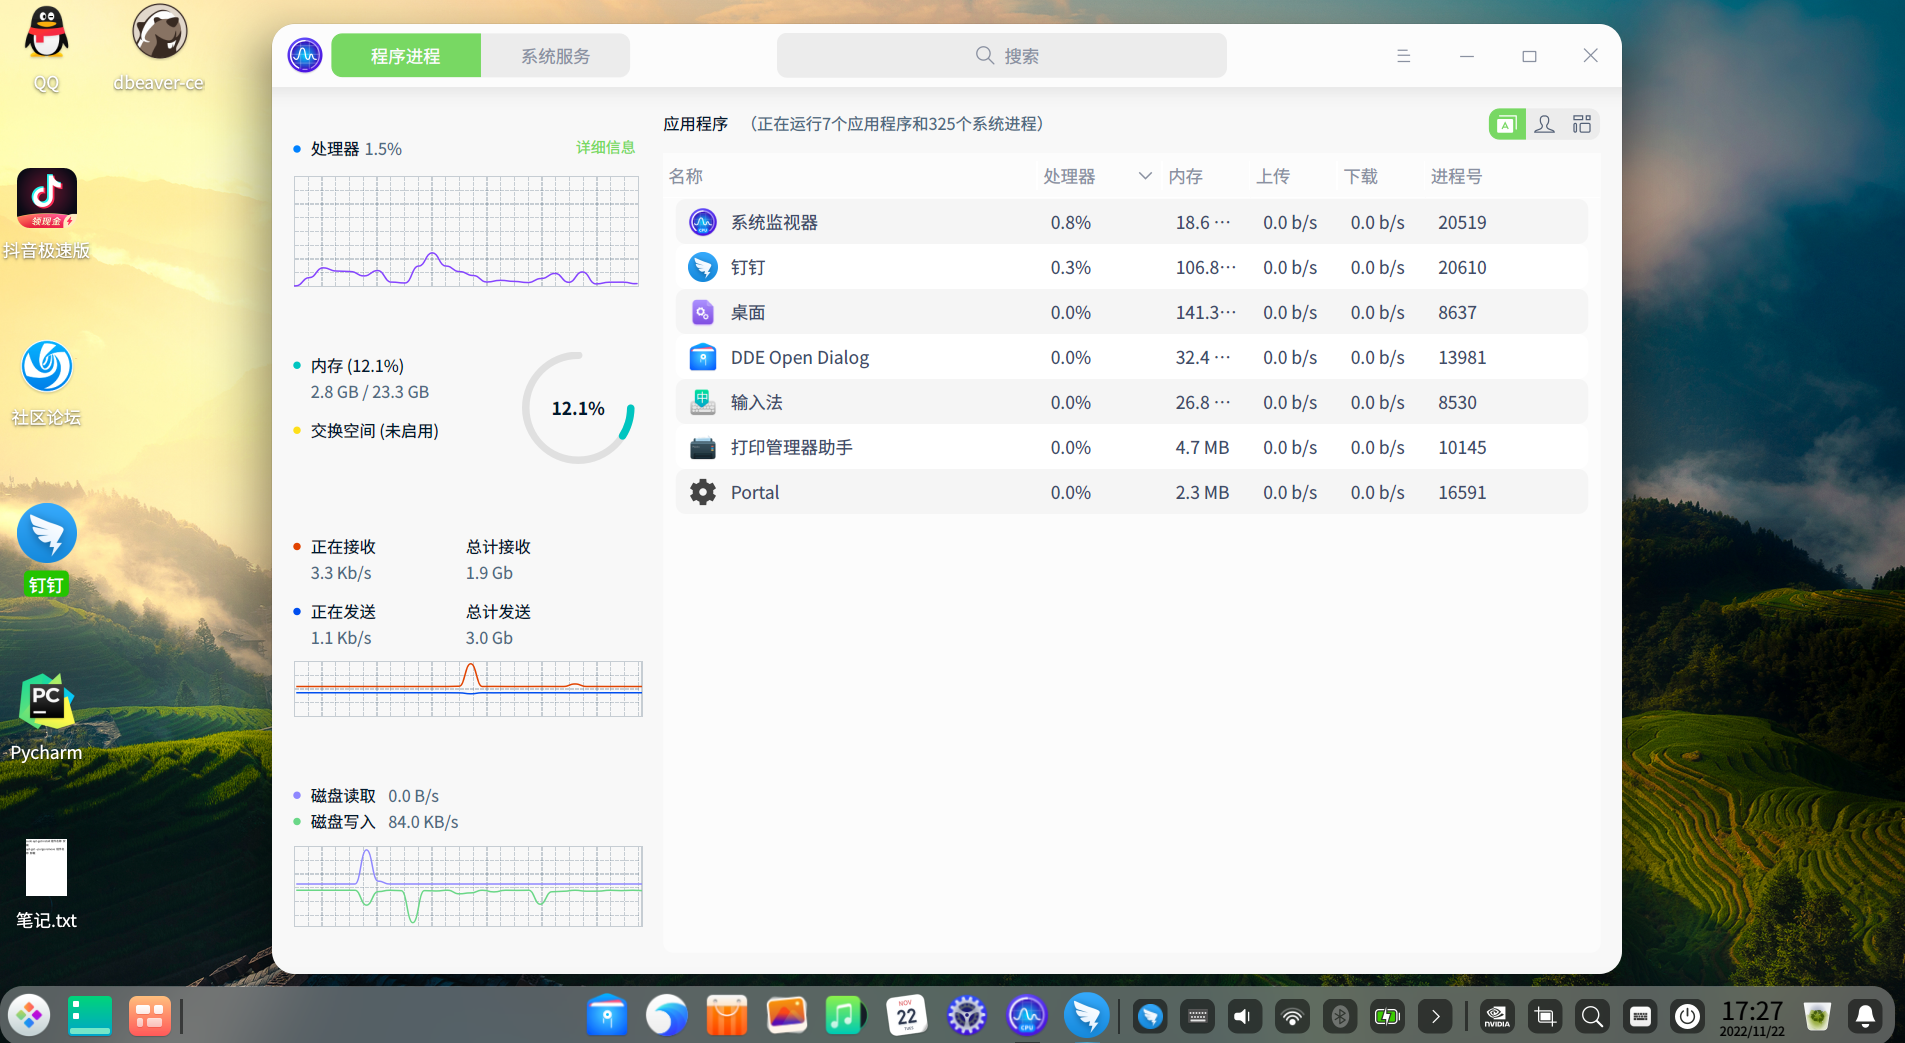 QQ
dbeaver-ce
领现金
抖音极速版
社区论坛
钉钉
PC
Pycharm
笔记.txt
程序进程
系统服务
搜索
处理器 1.5%
详细信息
内存 (12.1%)
2.8 GB / 23.3 GB
交换空间 (未启用)
12.1%
正在接收
总计接收
3.3 Kb/s
1.9 Gb
正在发送
总计发送
1.1 Kb/s
3.0 Gb
磁盘读取 0.0 B/s
磁盘写入 84.0 KB/s
应用程序 (正在运行7个应用程序和325个系统进程)
名称 处理器 内存 上传 下载 进程号
系统监视器 0.8% 18.6 ··· 0.0 b/s 0.0 b/s 20519
钉钉 0.3% 106.8··· 0.0 b/s 0.0 b/s 20610
桌面 0.0% 141.3··· 0.0 b/s 0.0 b/s 8637
DDE Open Dialog 0.0% 32.4 ··· 0.0 b/s 0.0 b/s 13981
输入法 0.0% 26.8 ··· 0.0 b/s 0.0 b/s 8530
打印管理器助手 0.0% 4.7 MB 0.0 b/s 0.0 b/s 10145
Portal 0.0% 2.3 MB 0.0 b/s 0.0 b/s 16591
NOV
22
CPU
NVIDIA
17:27
2022/11/22